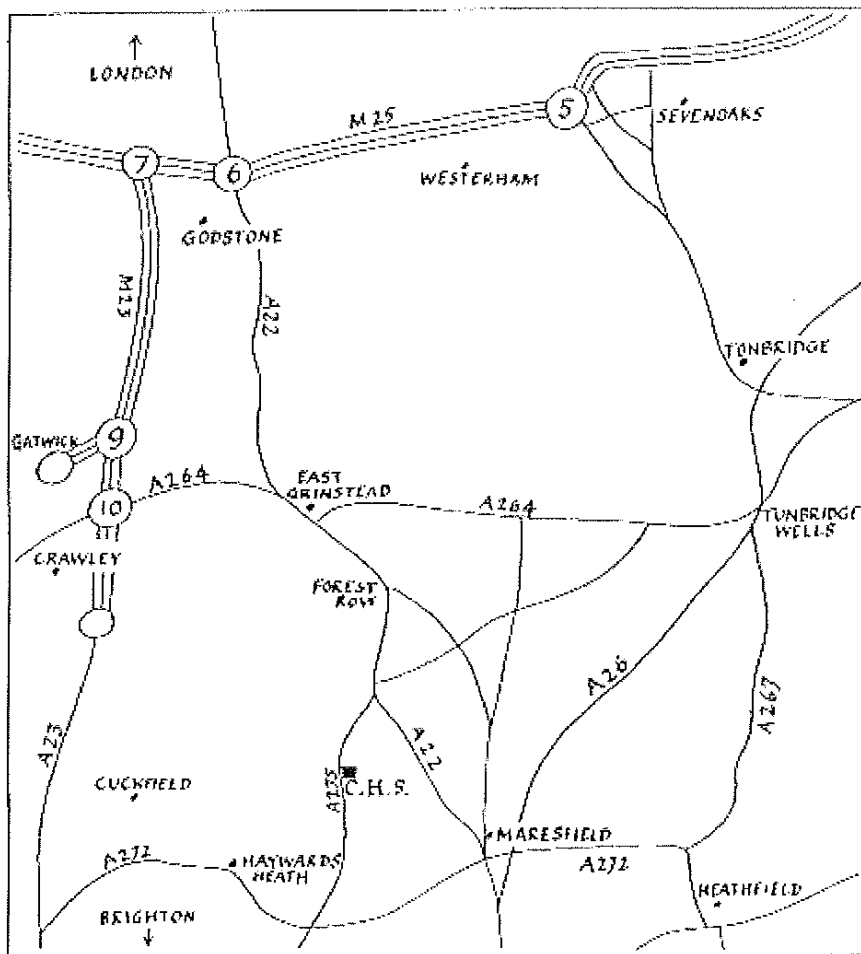 LONDON
M25
5
SEVENOAKS
7
6
WESTERHAM
GODSTONE
M23
A22
TONBRIDGE
GATWICK
9
A264
EAST
GRINSTEAD
A264
10
11
TUNBRIDGE
WELLS
CRAWLEY
FOREST
ROW
A26
A267
A23
A22
A275
C.H.S.
CUCKFIELD
MARESFIELD
A272
HAYWARDS
HEATH
A272
HEATHFIELD
BRIGHTON